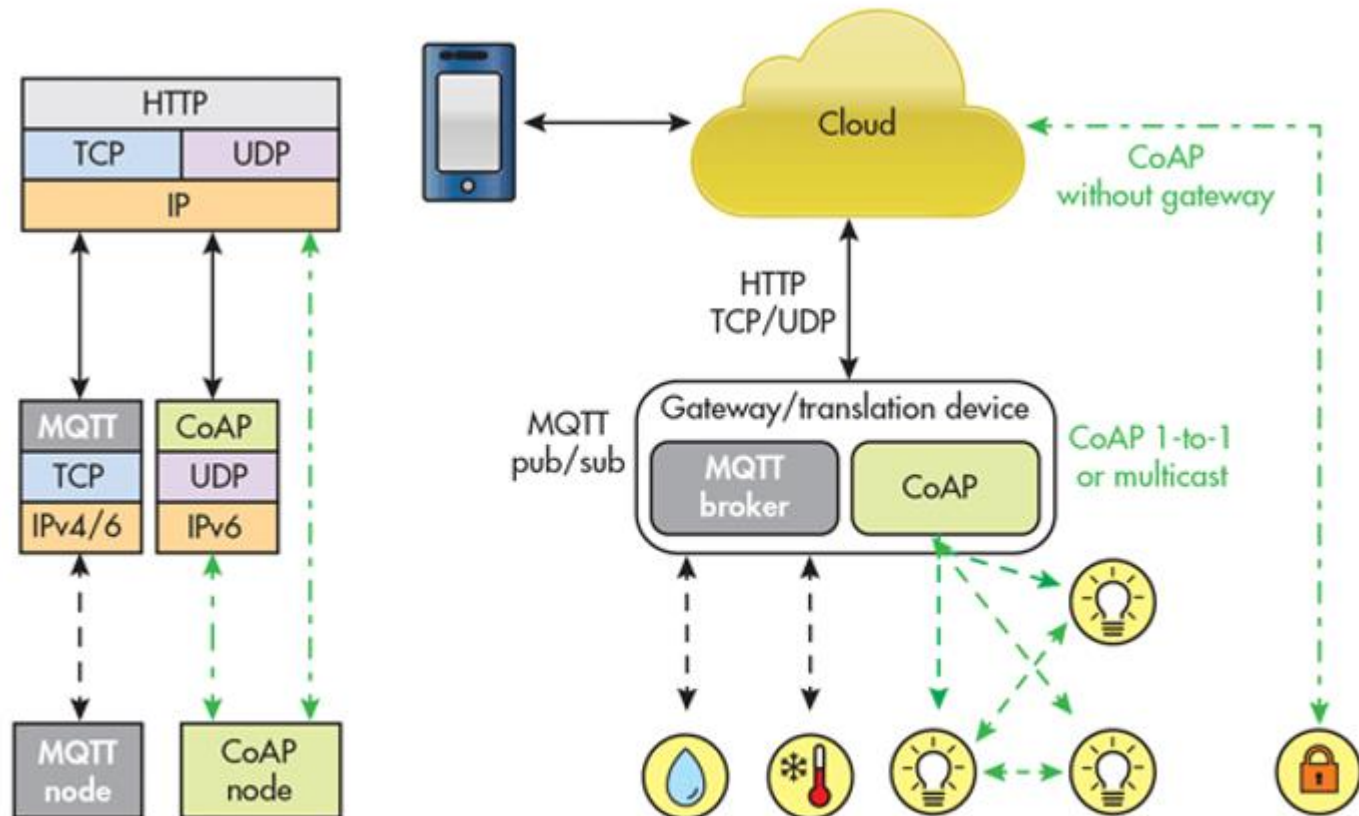 HTTP
TCP
UDP
IP
MQTT
TCP
IPv4/6
CoAP
UDP
IPv6
MQTT
node
CoAP
node
Cloud
CoAP
without gateway
HTTP
TCP/UDP
MQTT
pub/sub
Gateway/translation device
MQTT
broker
CoAP
CoAP 1-to-1
or multicast